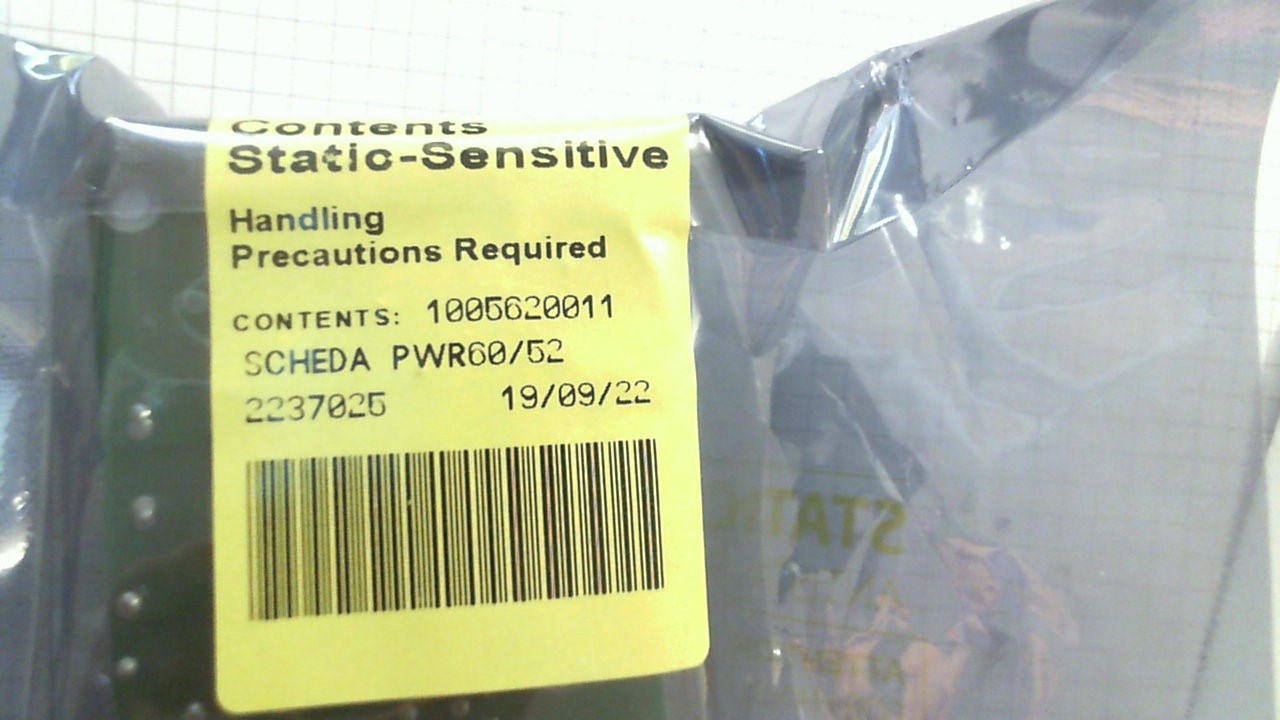 Contents
Static-Sensitive
Handling
Precautions Required
CONTENTS: 1005620011
SCHEDA PWR60/52
2237025 19/09/22